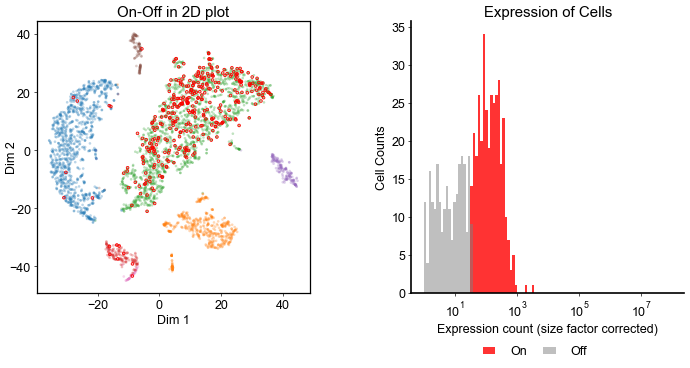 On-Off in 2D plot
40
20
0
−20
−40
Dim 2
−20 0 20 40
Dim 1
Expression of Cells
35
30
25
20
15
10
5
0
Cell Counts
10^1 10^3 10^5 10^7
Expression count (size factor corrected)
On Off